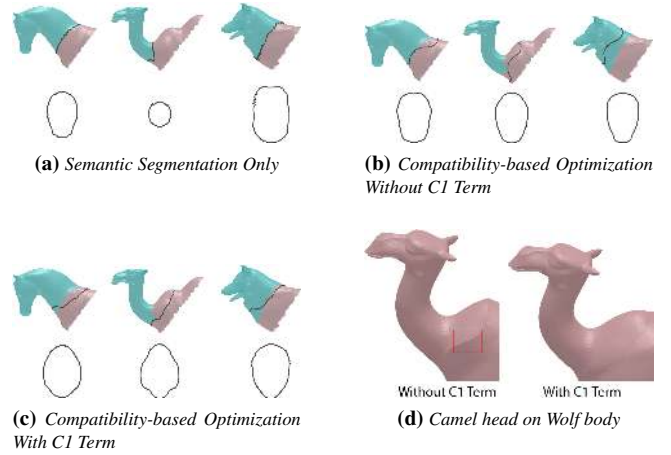 (a) Semantic Segmentation Only
(b) Compatibility-based Optimization
Without C1 Term
(c) Compatibility-based Optimization
With C1 Term
Without C1 Term
With C1 Term
(d) Camel head on Wolf body